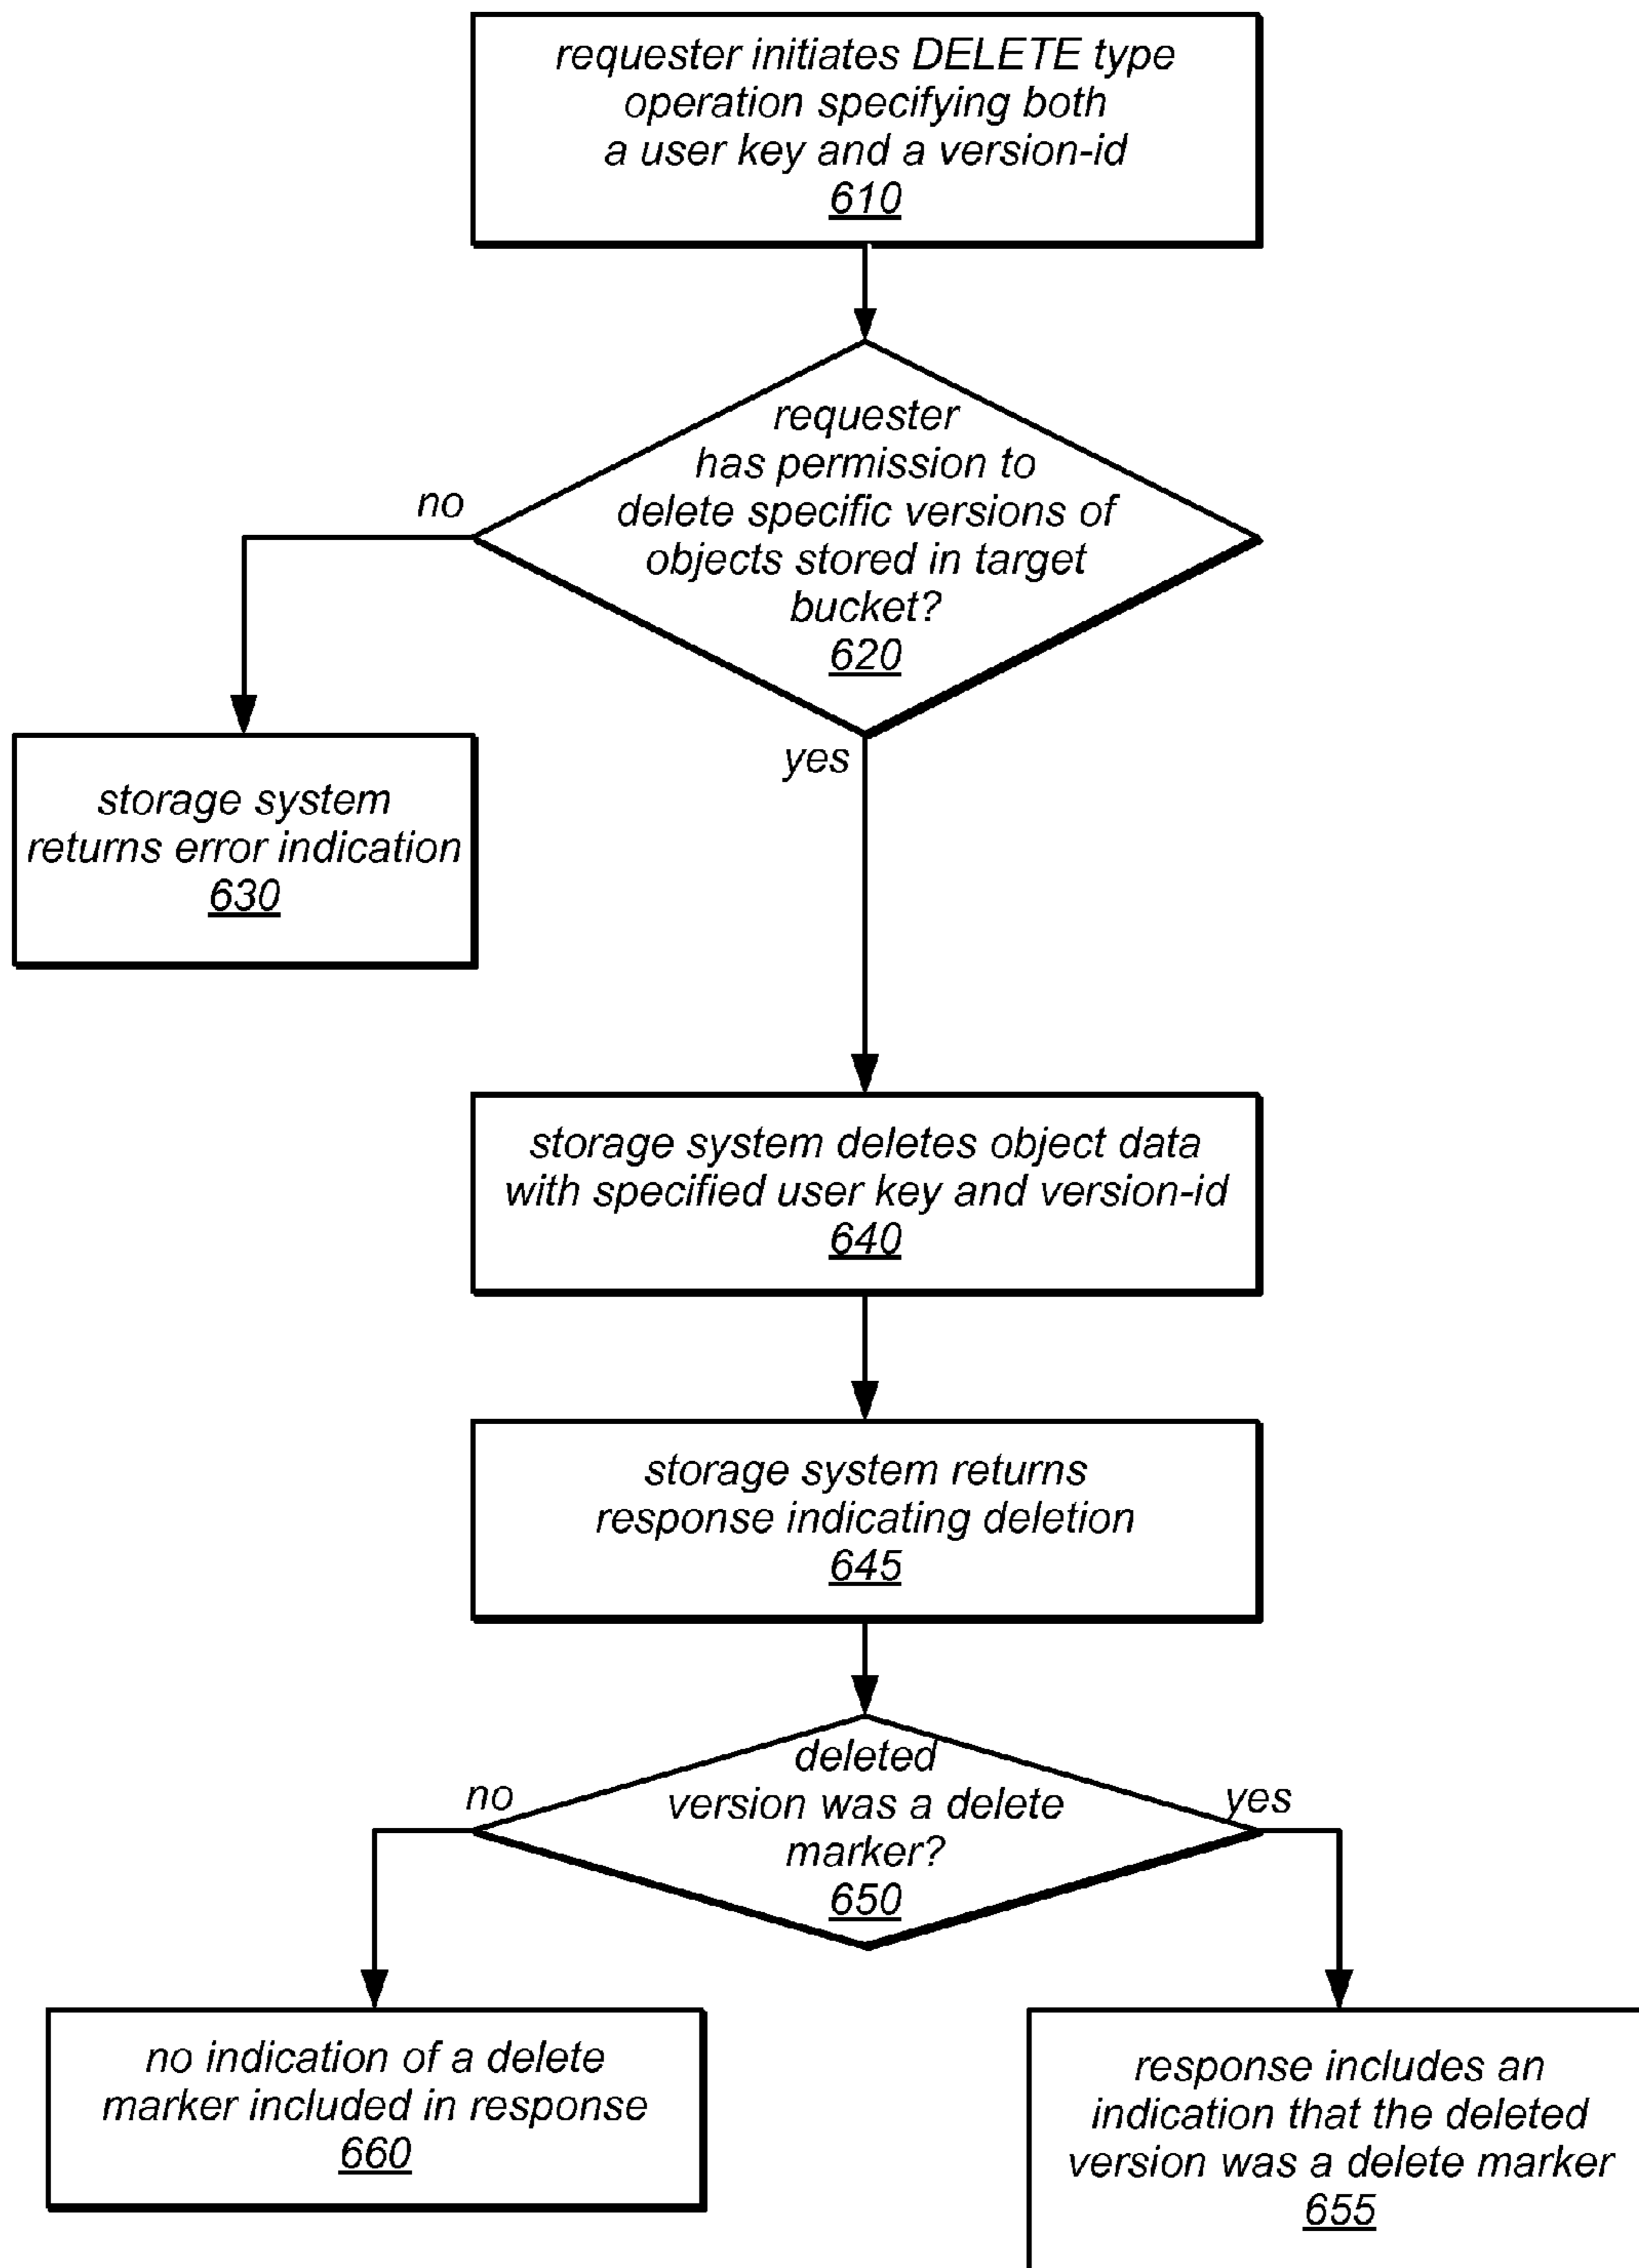 requester initiates DELETE type
operation specifying both
a user key and a version-id
610
requester
has permission to
delete specific versions of
objects stored in target
bucket?
620
no
yes
storage system
returns error indication
630
storage system deletes object data
with specified user key and version-id
640
storage system returns
response indicating deletion
645
deleted
version was a delete
marker?
650
no
yes
no indication of a delete
marker included in response
660
response includes an
indication that the deleted
version was a delete marker
655